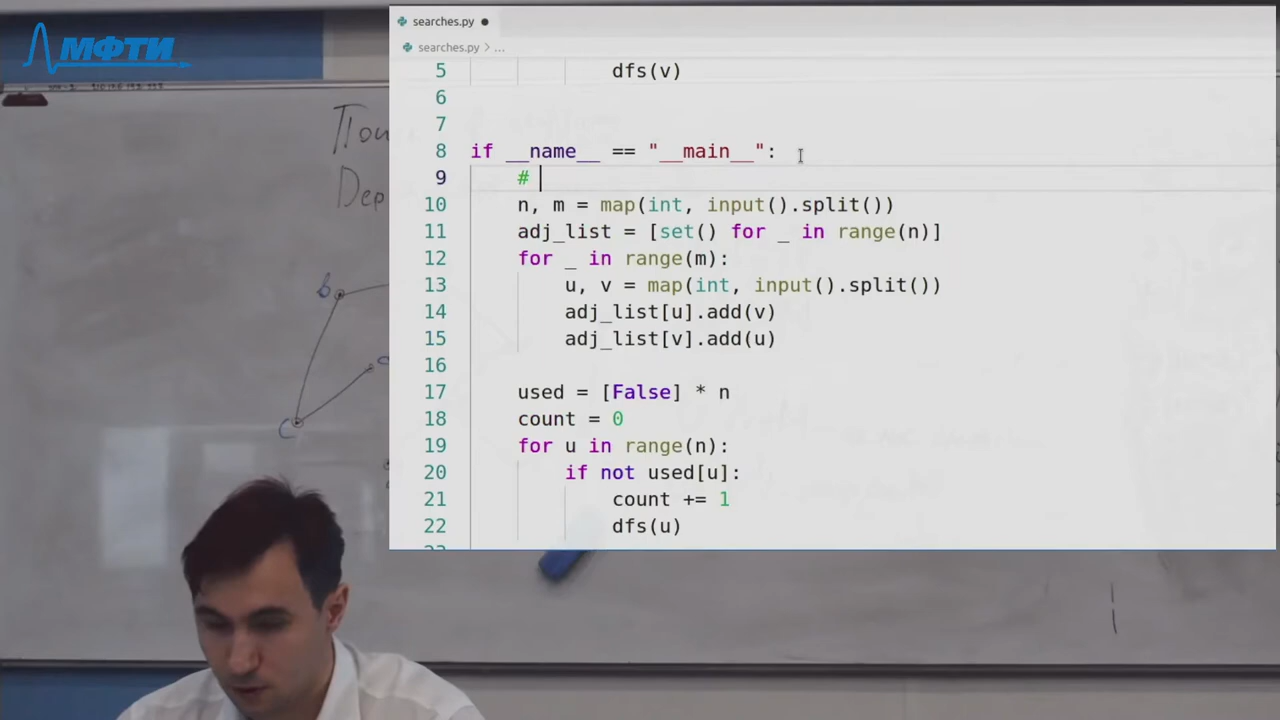 МФТИ
Пои
Дер
b
c
searches.py
searches.py > ...
5 dfs(v)
6
7
8 if __name__ == "__main__":
9 #
10 n, m = map(int, input().split())
11 adj_list = [set() for _ in range(n)]
12 for _ in range(m):
13 u, v = map(int, input().split())
14 adj_list[u].add(v)
15 adj_list[v].add(u)
16
17 used = [False] * n
18 count = 0
19 for u in range(n):
20 if not used[u]:
21 count += 1
22 dfs(u)